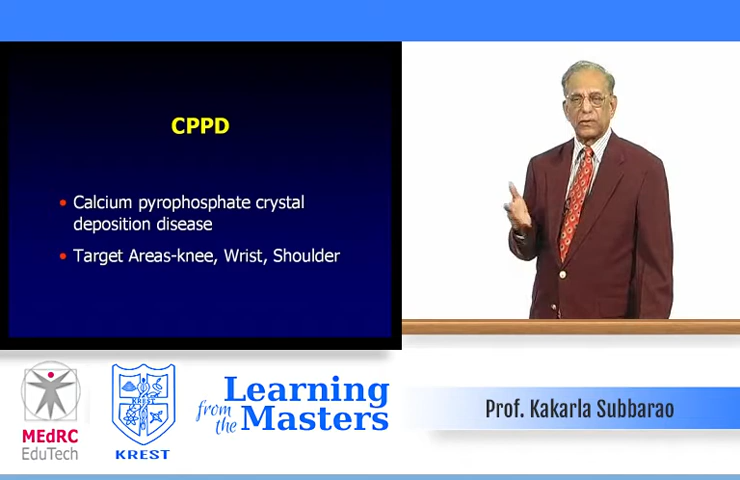 CPPD
Calcium pyrophosphate crystal
deposition disease
Target Areas-knee, Wrist, Shoulder
MEdRC
EduTech
KREST
KREST
Learning
from the Masters
Prof. Kakarla Subbarao